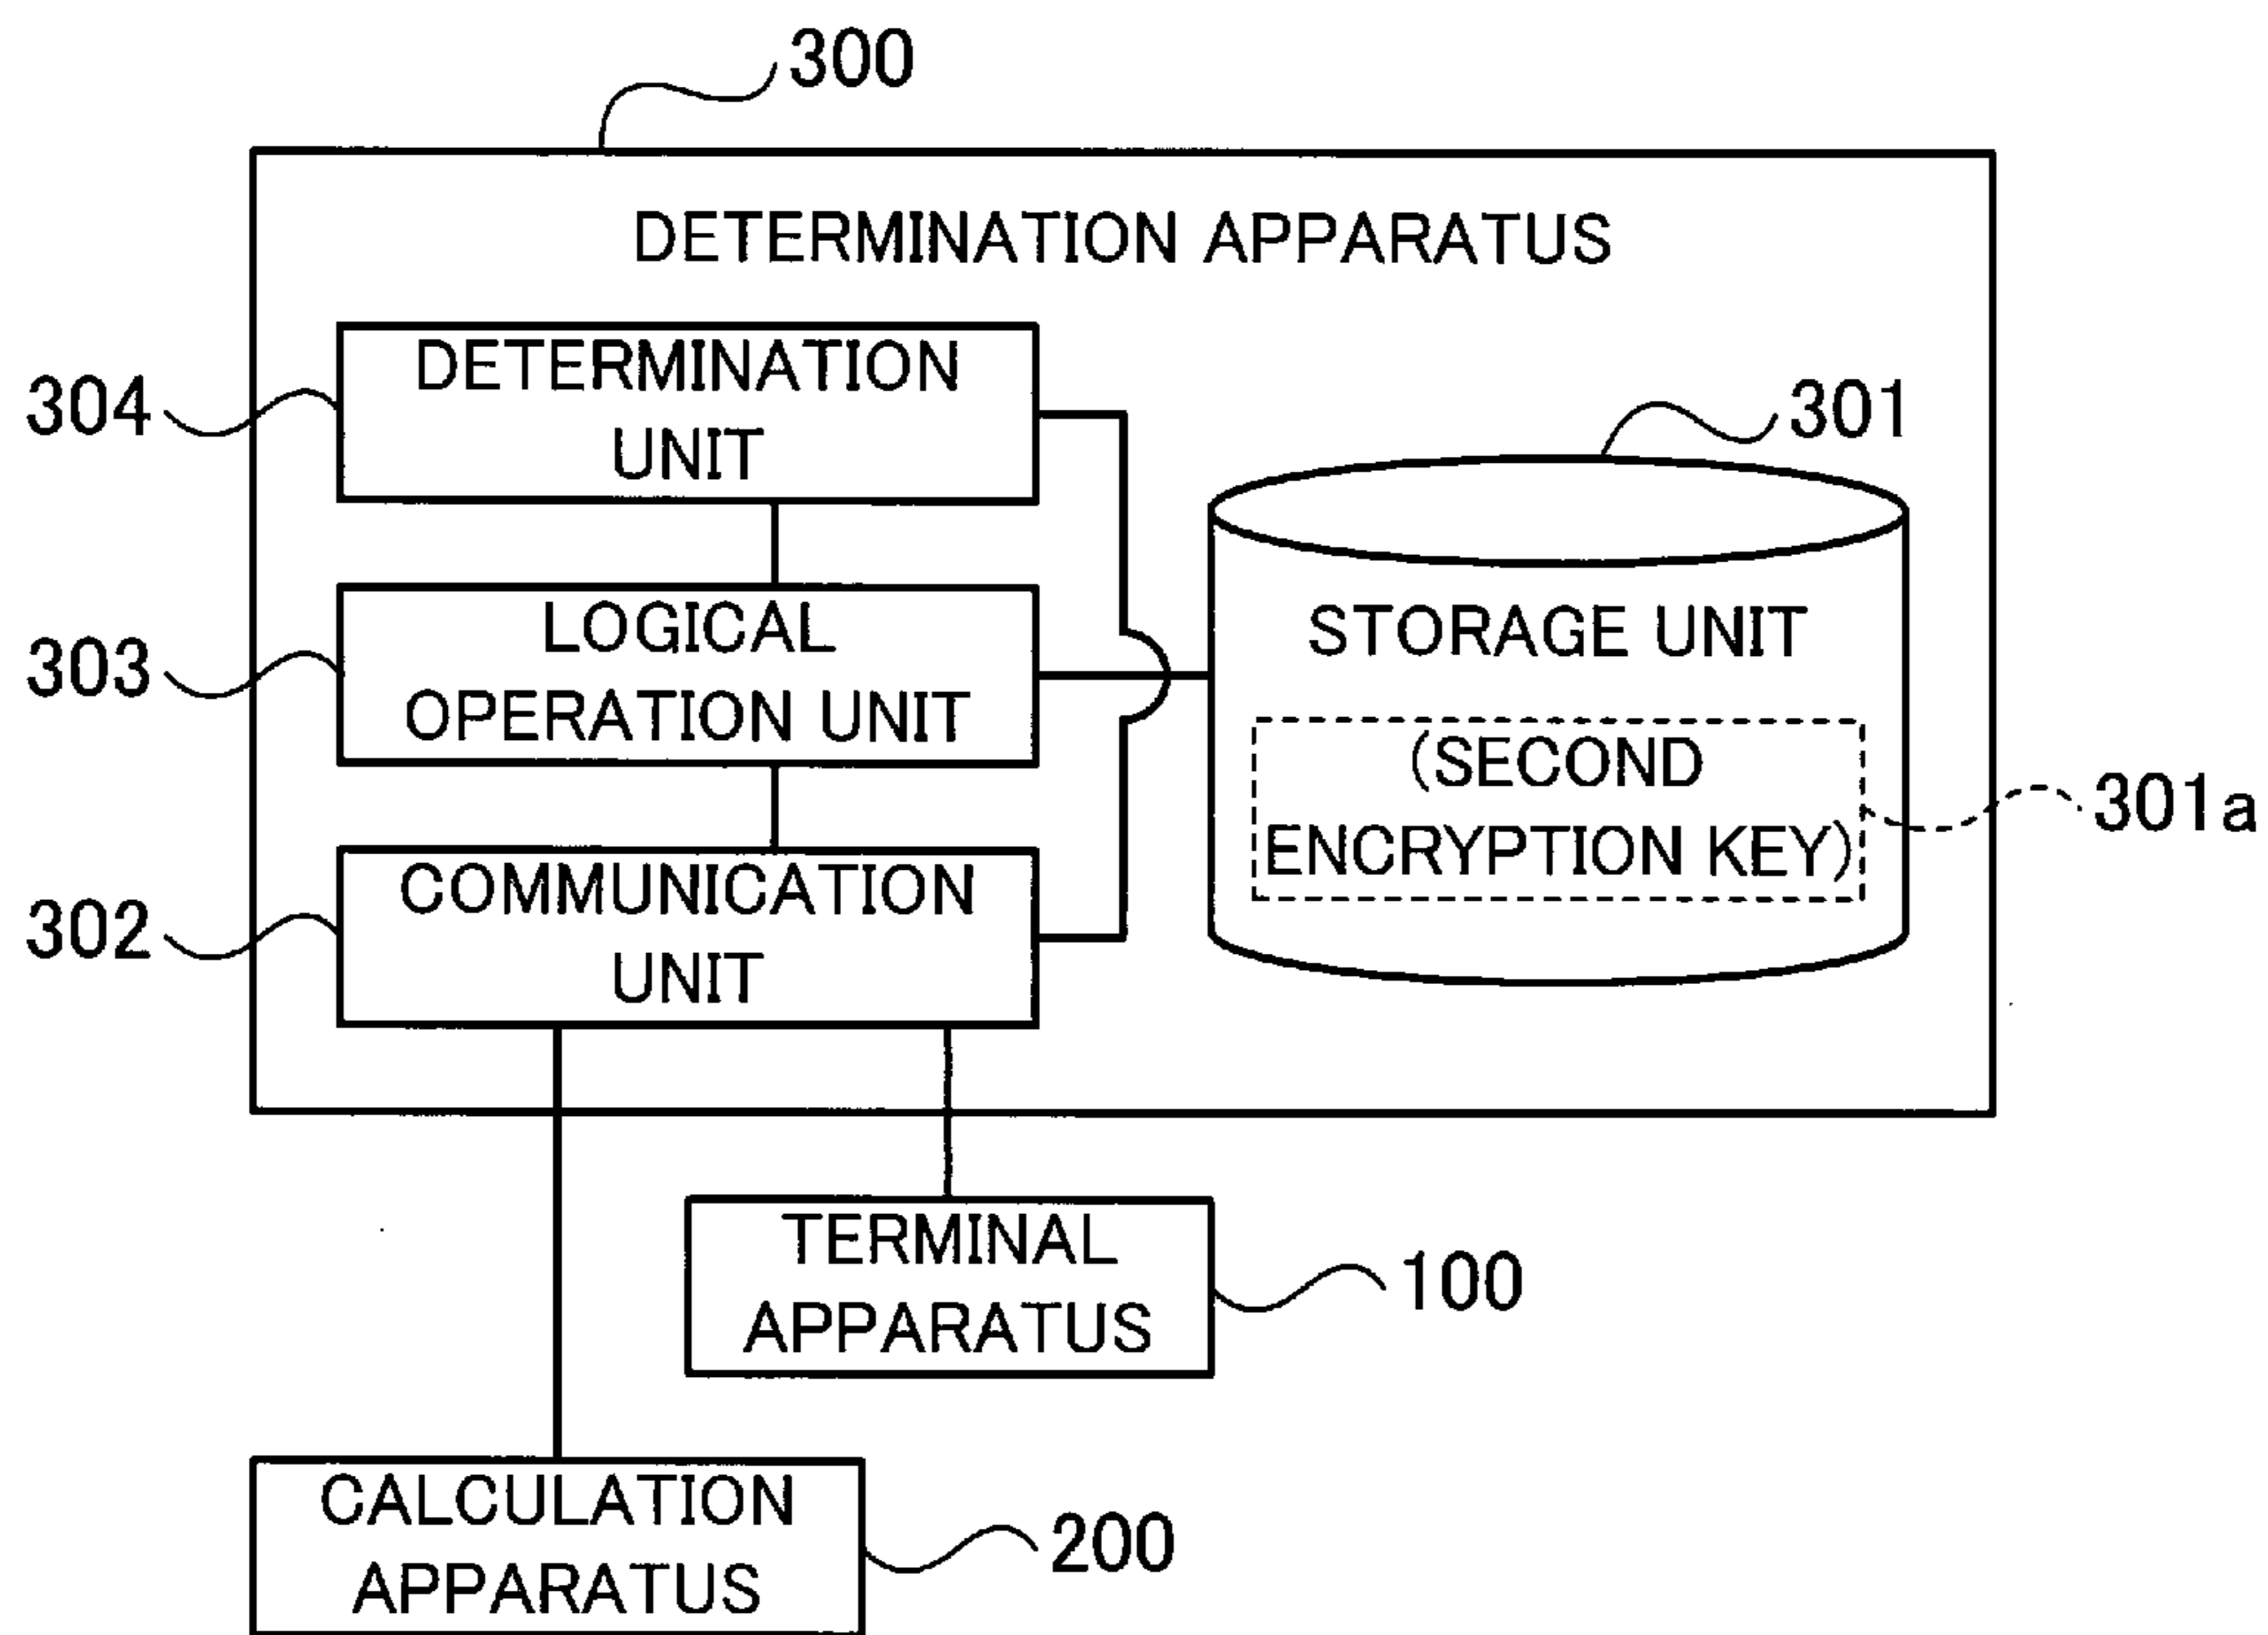 300
DETERMINATION APPARATUS
304
DETERMINATION
UNIT
301
303
LOGICAL
OPERATION UNIT
STORAGE UNIT
(SECOND
ENCRYPTION KEY)
301a
302
COMMUNICATION
UNIT
TERMINAL
APPARATUS
100
CALCULATION
APPARATUS
200